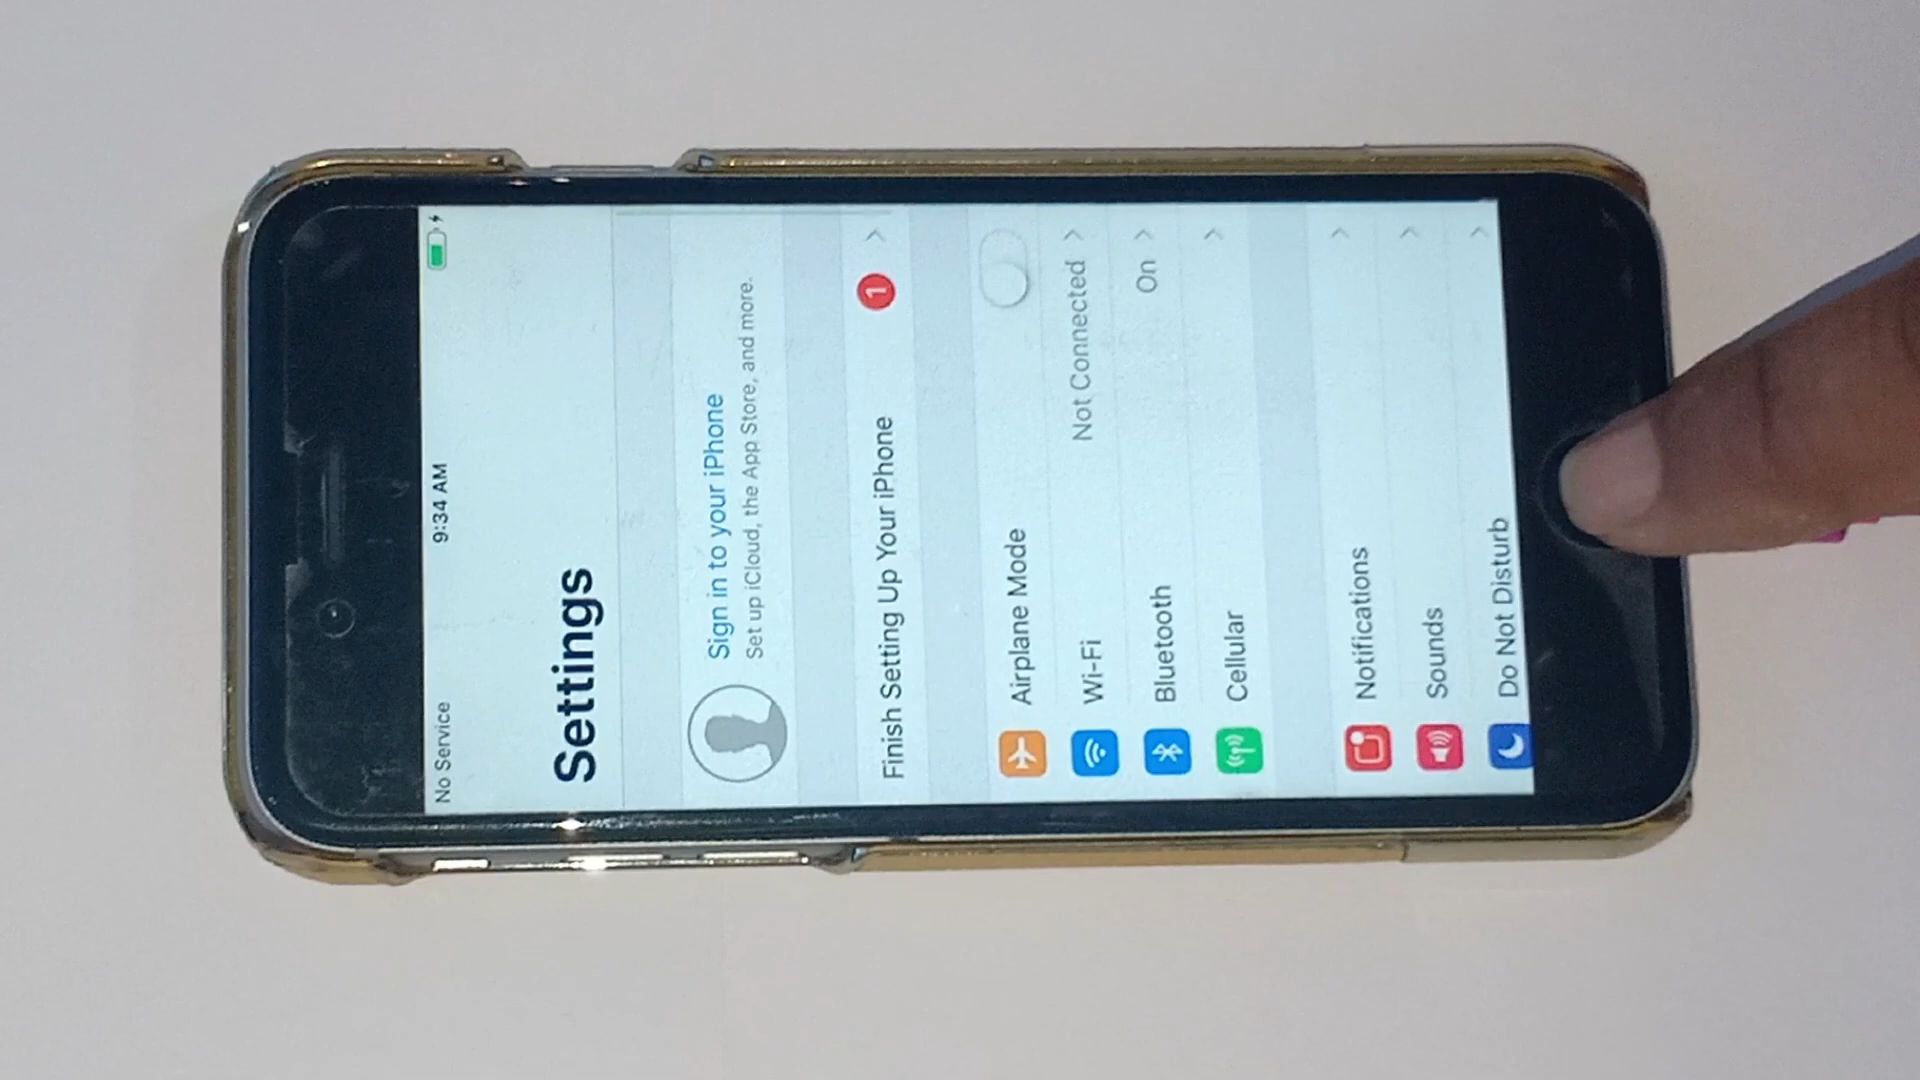 No Service 9:34 AM
Settings
Sign in to your iPhone
Set up iCloud, the App Store, and more.
Finish Setting Up Your iPhone 1
Airplane Mode
Wi-Fi Not Connected
Bluetooth On
Cellular
Notifications
Sounds
Do Not Disturb